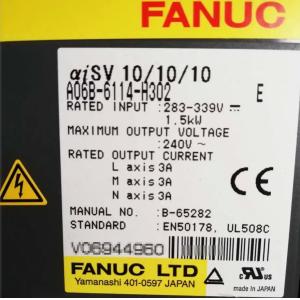 FANUC
αiSV 10/10/10
A06B-6114-H302 E
RATED INPUT : 283-339V ⎓
1.5kW
MAXIMUM OUTPUT VOLTAGE
:240V ~
RATED OUTPUT CURRENT
L axis 3A
M axis 3A
N axis 3A
MANUAL NO. : B-65282
STANDARD : EN50178, UL508C
V06944960
FANUC LTD
Yamanashi 401-0597 JAPAN
c UL us
made in JAPAN